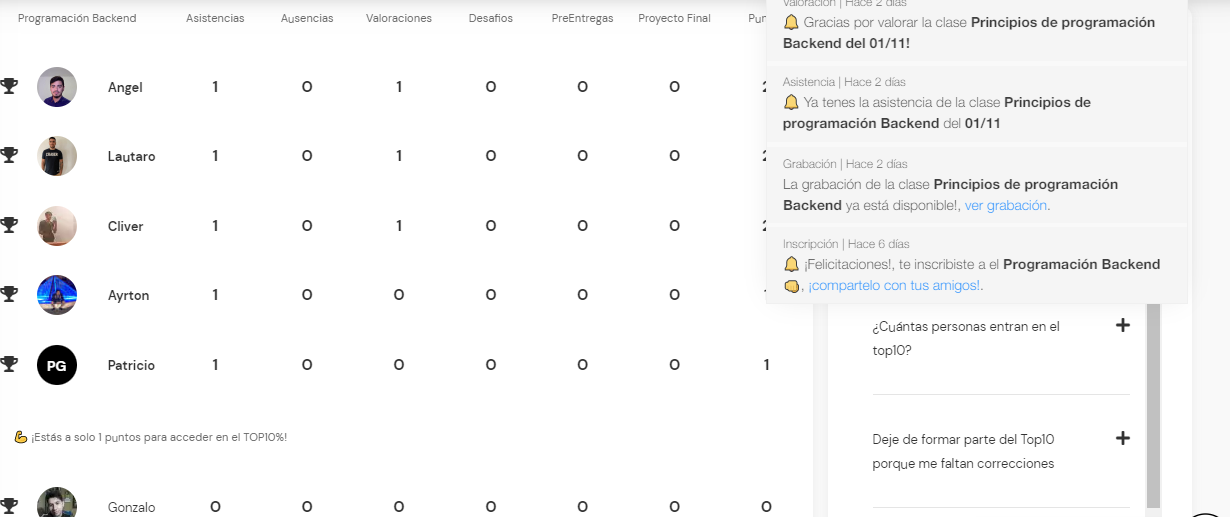 Programación Backend Asistencias Ausencias Valoraciones Desafios PreEntregas Proyecto Final
Angel 1 0 1 0 0 0
Lautaro 1 0 1 0 0 0
Cliver 1 0 1 0 0 0
Ayrton 1 0 0 0 0 0
PG Patricio 1 0 0 0 0 0 1
💪 ¡Estás a solo 1 puntos para acceder en el TOP10%!
Gonzalo 0 0 0 0 0 0 0
Valoración | Hace 2 días
🔔 Gracias por valorar la clase Principios de programación
Backend del 01/11!
Asistencia | Hace 2 días
🔔 Ya tenes la asistencia de la clase Principios de
programación Backend del 01/11
Grabación | Hace 2 días
La grabación de la clase Principios de programación
Backend ya está disponible!, ver grabación.
Inscripción | Hace 6 días
🔔 ¡Felicitaciones!, te inscribiste a el Programación Backend
, ¡compartelo con tus amigos!.
¿Cuántas personas entran en el
top10?
Deje de formar parte del Top10
porque me faltan correcciones